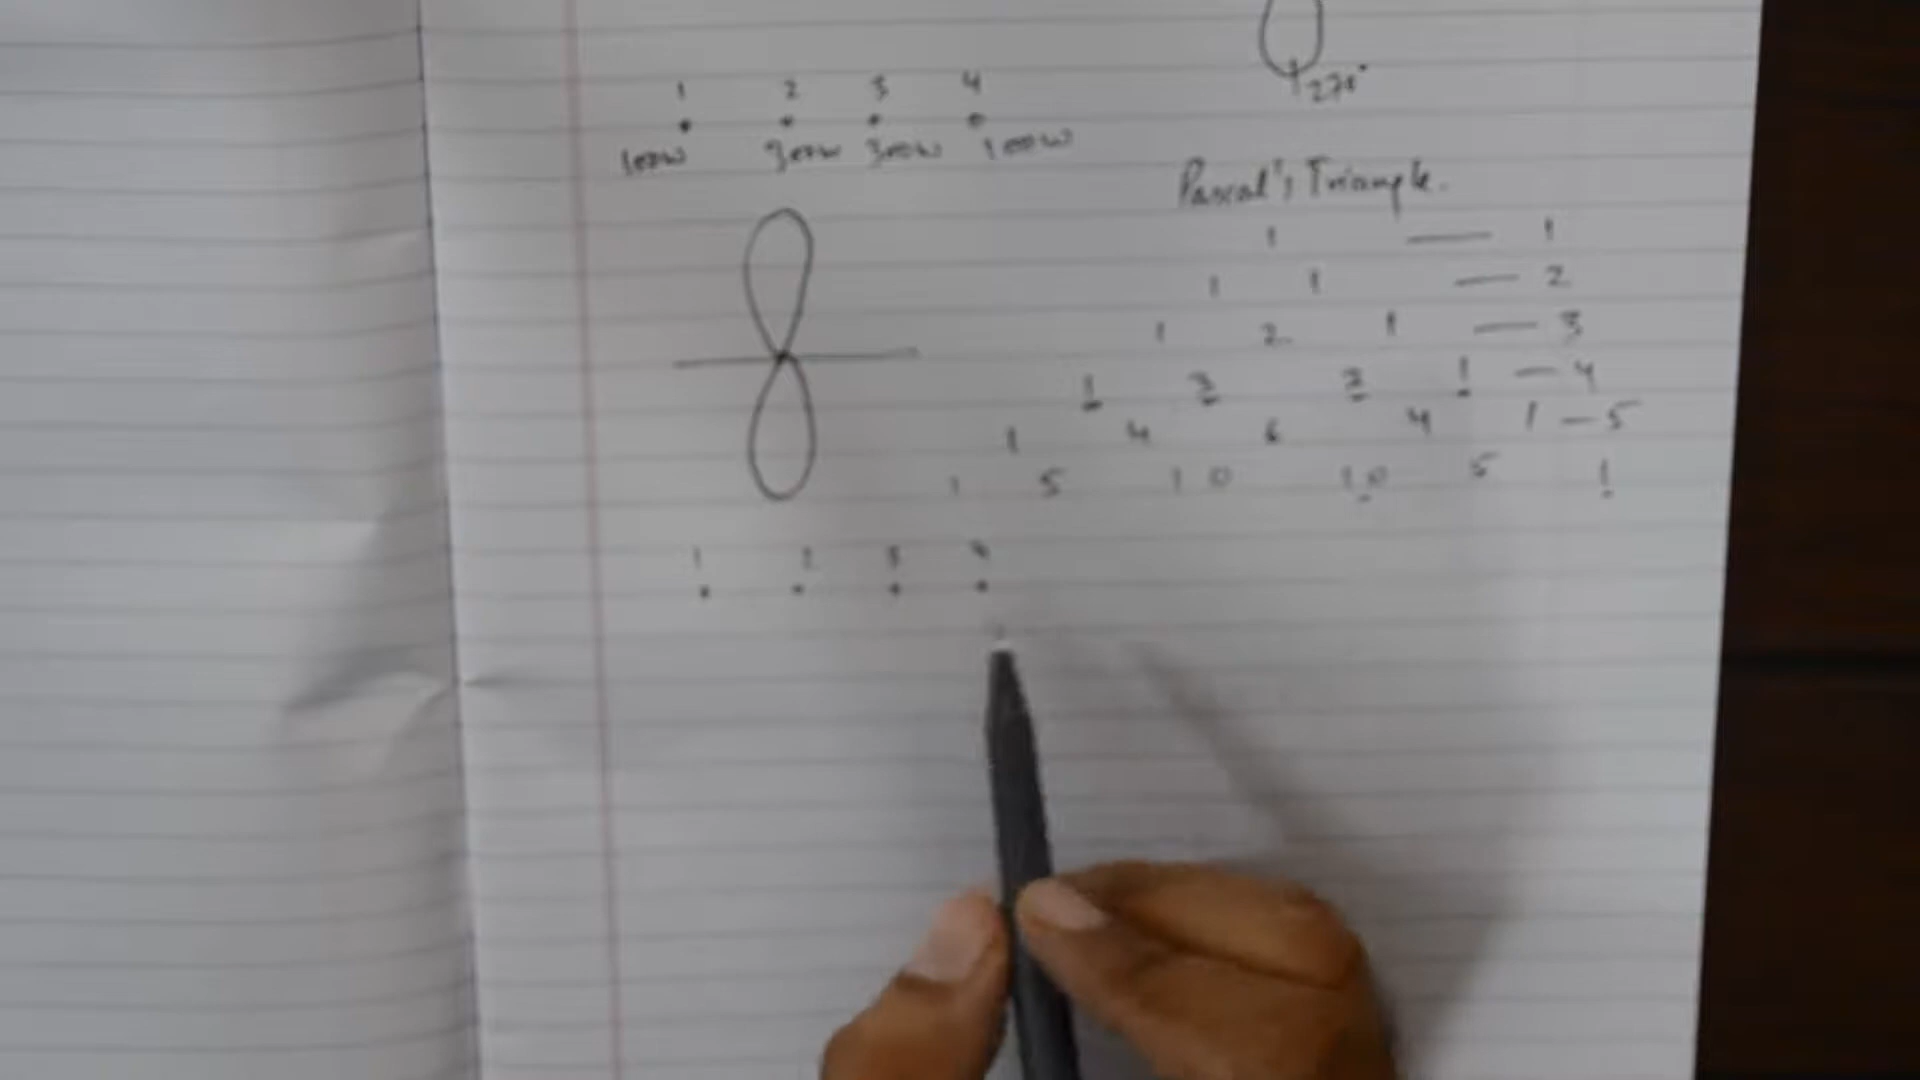 270°
1 2 3 4
100w 300w 300w 100w
Pascal's Triangle.
1 — 1
1 1 — 2
1 2 1 — 3
1 3 3 1 — 4
1 4 6 4 1 — 5
1 5 10 10 5 1
1 2 3 4